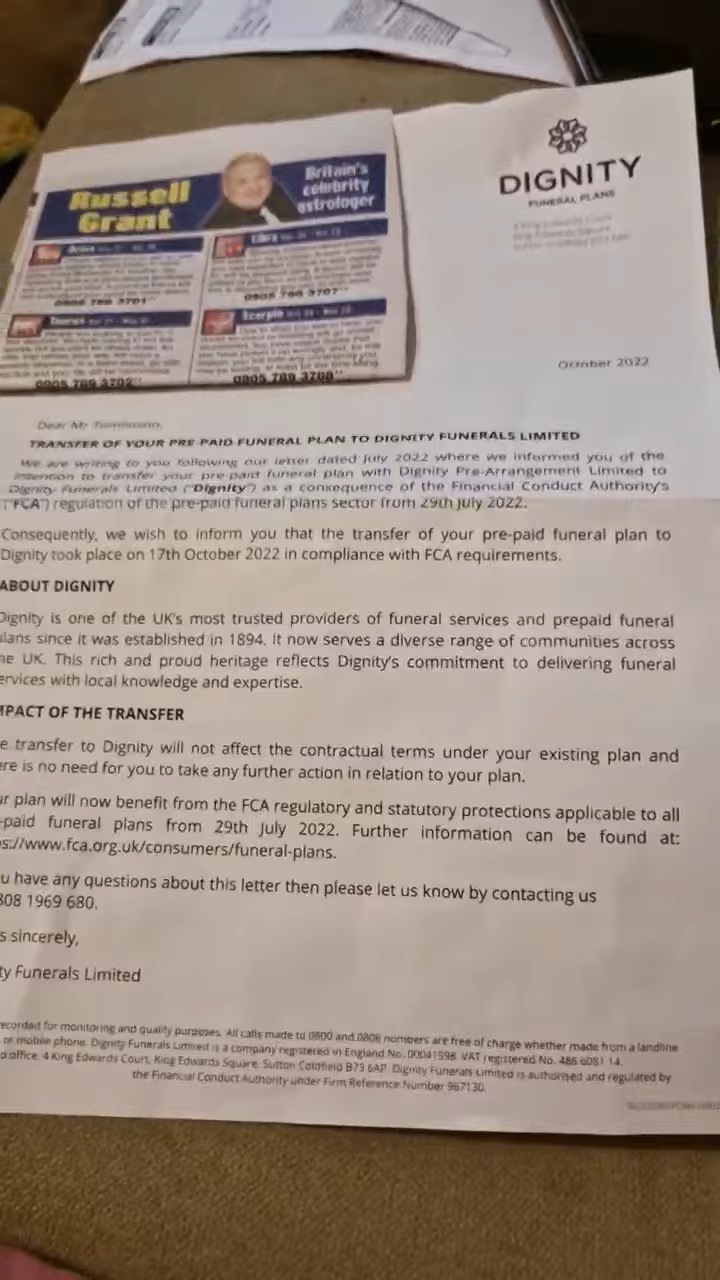 Russell
Grant
Britain's
celebrity
astrologer
Libra
Taurus
Scorpio
0905 789 3701
0905 789 3707
0905 789 3702
0905 789 3708
DIGNITY
FUNERAL PLANS
October 2022
Dear Mr
TRANSFER OF YOUR PRE-PAID FUNERAL PLAN TO DIGNITY FUNERALS LIMITED
We are writing to you following our letter dated July 2022 where we informed you of the
intention to transfer your pre-paid funeral plan with Dignity Pre-Arrangement Limited to
Dignity Funerals Limited ("Dignity") as a consequence of the Financial Conduct Authority's
("FCA") regulation of the pre-paid funeral plans sector from 29th July 2022.
Consequently, we wish to inform you that the transfer of your pre-paid funeral plan to
Dignity took place on 17th October 2022 in compliance with FCA requirements.
ABOUT DIGNITY
Dignity is one of the UK's most trusted providers of funeral services and prepaid funeral
lans since it was established in 1894. It now serves a diverse range of communities across
he UK. This rich and proud heritage reflects Dignity's commitment to delivering funeral
ervices with local knowledge and expertise.
MPACT OF THE TRANSFER
e transfer to Dignity will not affect the contractual terms under your existing plan and
ere is no need for you to take any further action in relation to your plan.
ur plan will now benefit from the FCA regulatory and statutory protections applicable to all
-paid funeral plans from 29th July 2022. Further information can be found at:
s://www.fca.org.uk/consumers/funeral-plans.
u have any questions about this letter then please let us know by contacting us
808 1969 680.
s sincerely,
ty Funerals Limited
ecorded for monitoring and quality purposes. All calls made to 0800 and 0808 numbers are free of charge whether made from a landline
or mobile phone. Dignity Funerals Limited is a company registered in England No. 00041598. VAT registered No. 486 6081 14.
d office: 4 King Edwards Court, King Edwards Square, Sutton Coldfield B73 6AP. Dignity Funerals Limited is authorised and regulated by
the Financial Conduct Authority under Firm Reference Number 967130.